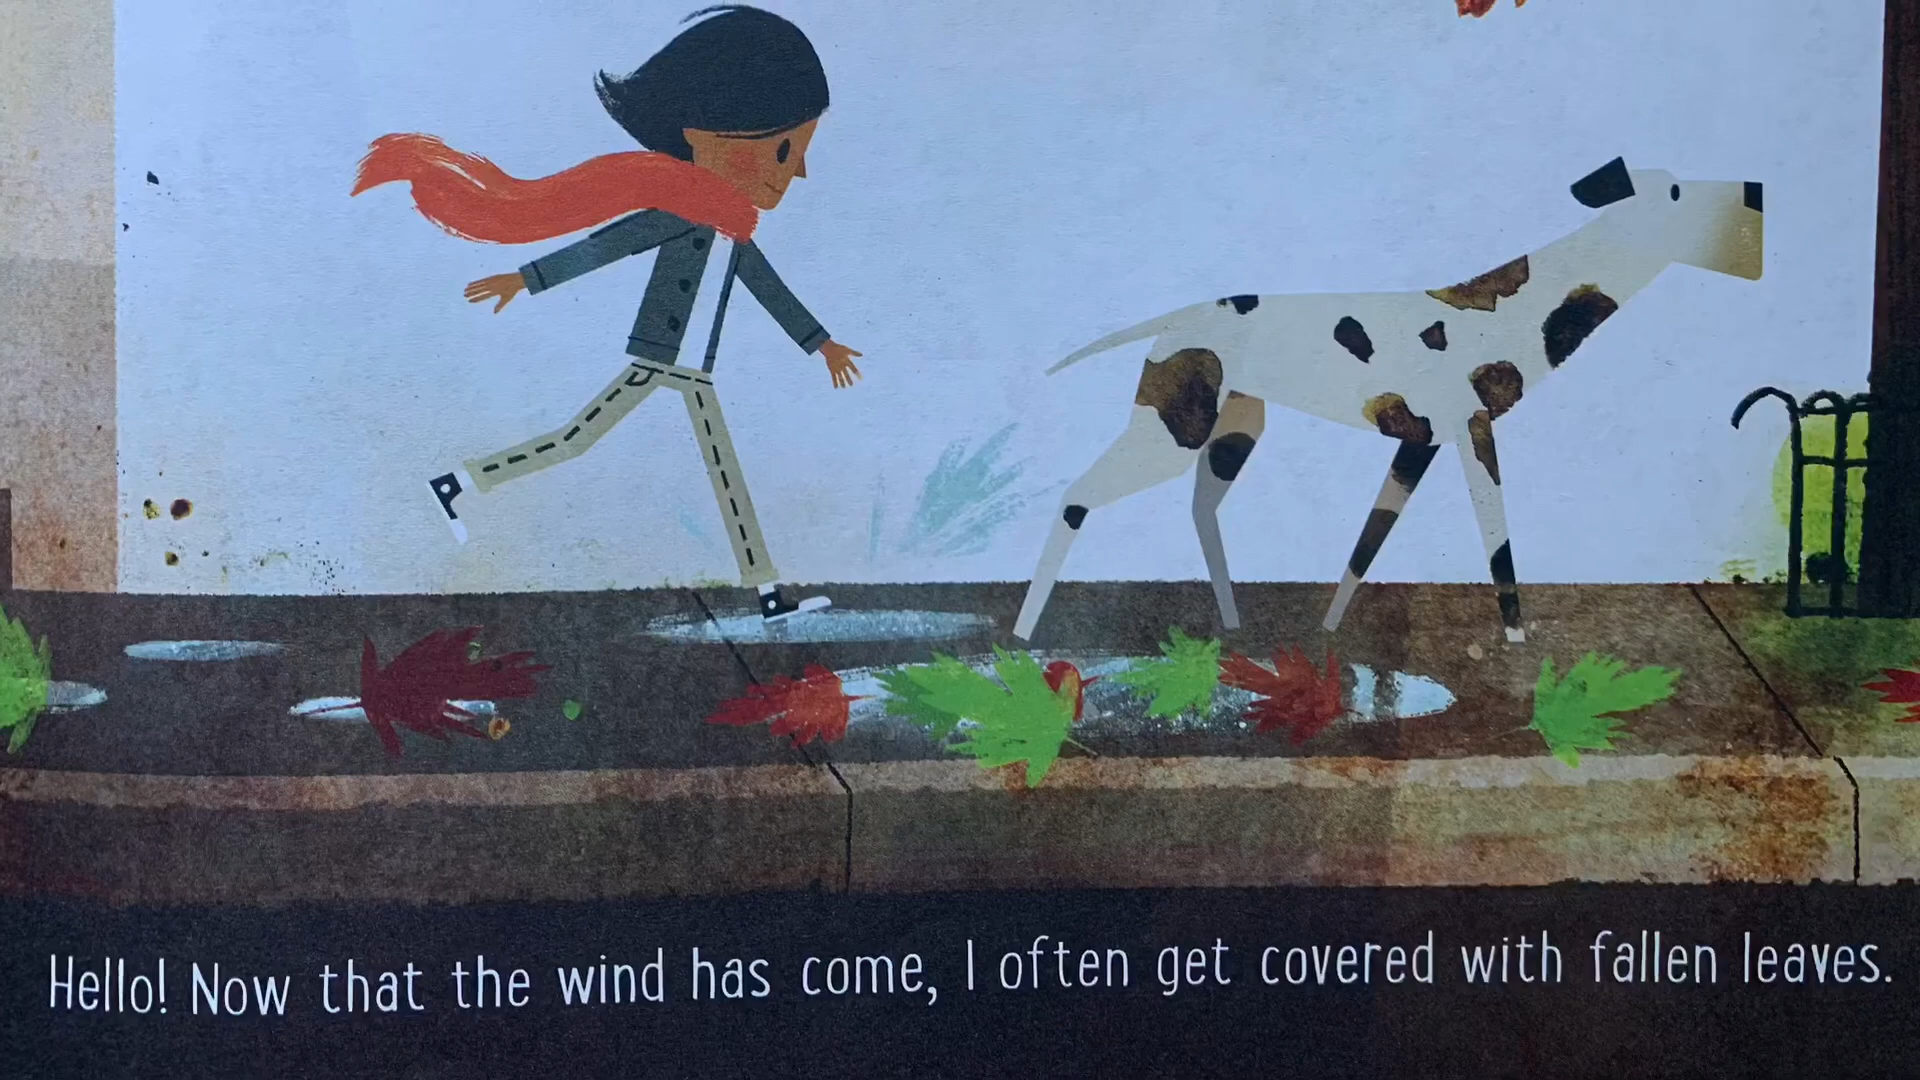 Hello! Now that the wind has come, I often get covered with fallen leaves.